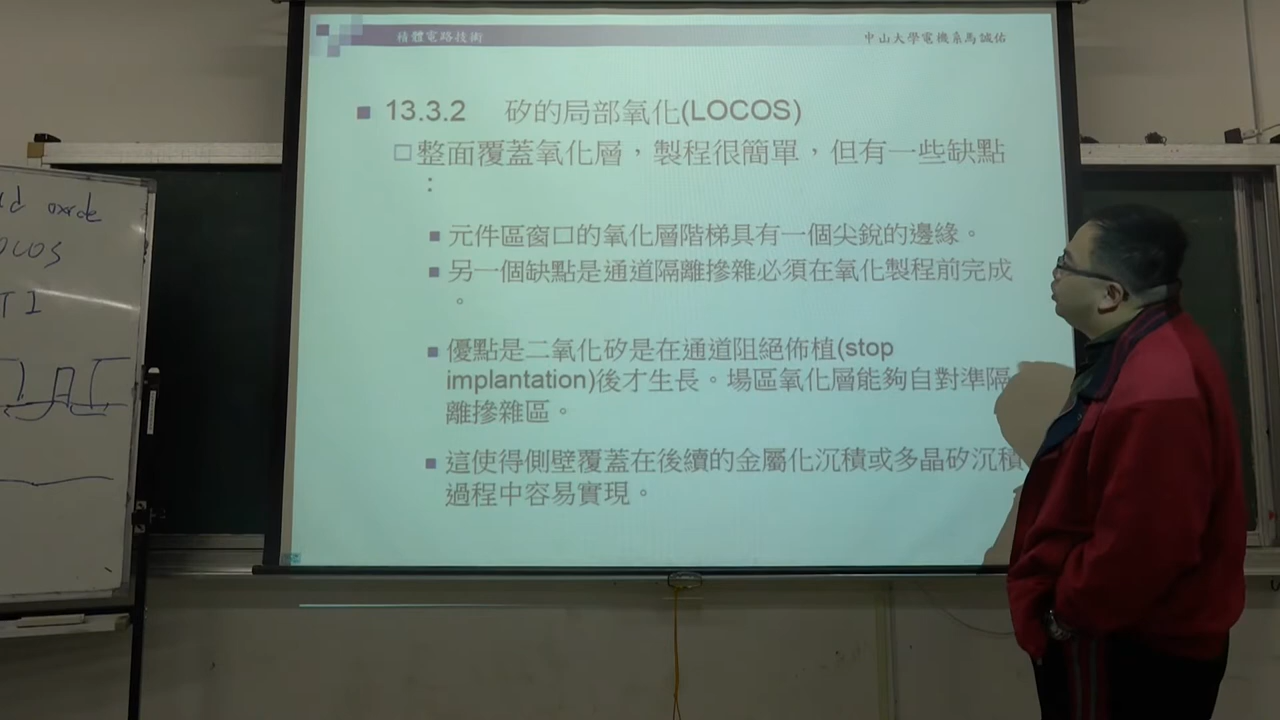 積體電路技術
中山大學電機系馬誠佑
13.3.2 矽的局部氧化(LOCOS)
整面覆蓋氧化層，製程很簡單，但有一些缺點
：
元件區窗口的氧化層階梯具有一個尖銳的邊緣。
另一個缺點是通道隔離摻雜必須在氧化製程前完成
。
優點是二氧化矽是在通道阻絕佈植(stop
implantation)後才生長。場區氧化層能夠自對準隔
離摻雜區。
這使得側壁覆蓋在後續的金屬化沉積或多晶矽沉積
過程中容易實現。
oxide
OCOS
TI